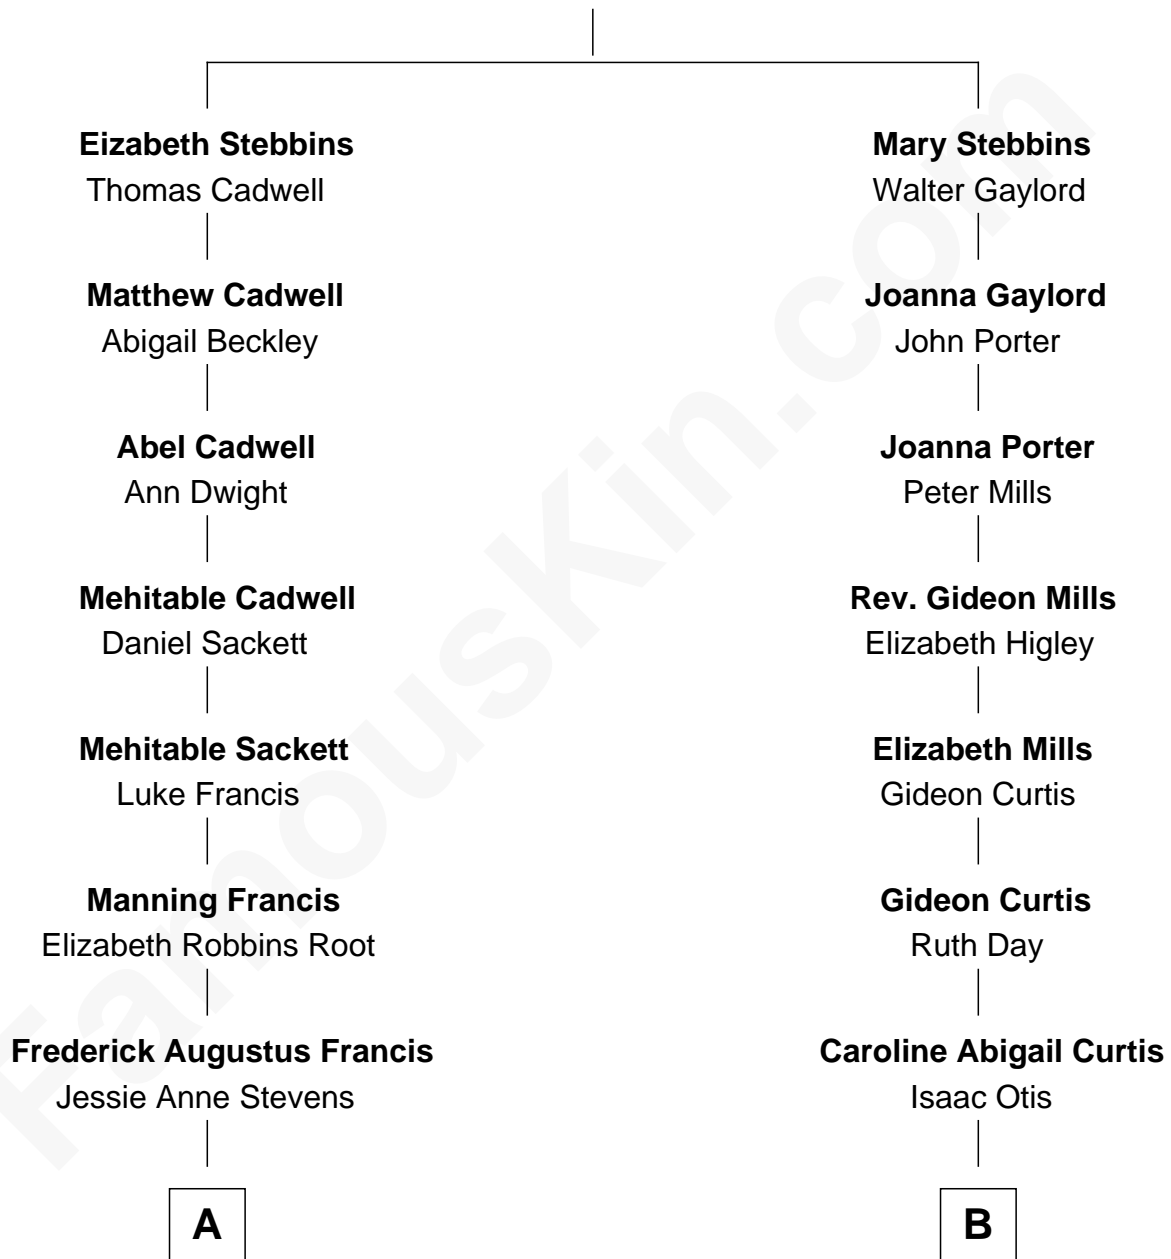 Eizabeth Stebbins
Thomas Cadwell
Mary Stebbins
Walter Gaylord
Matthew Cadwell
Abigail Beckley
Joanna Gaylord
John Porter
Abel Cadwell
Ann Dwight
Joanna Porter
Peter Mills
Mehitable Cadwell
Daniel Sackett
Rev. Gideon Mills
Elizabeth Higley
Mehitable Sackett
Luke Francis
Elizabeth Mills
Gideon Curtis
Manning Francis
Elizabeth Robbins Root
Gideon Curtis
Ruth Day
Frederick Augustus Francis
Jessie Anne Stevens
Caroline Abigail Curtis
Isaac Otis
A
B
FamousKin.com